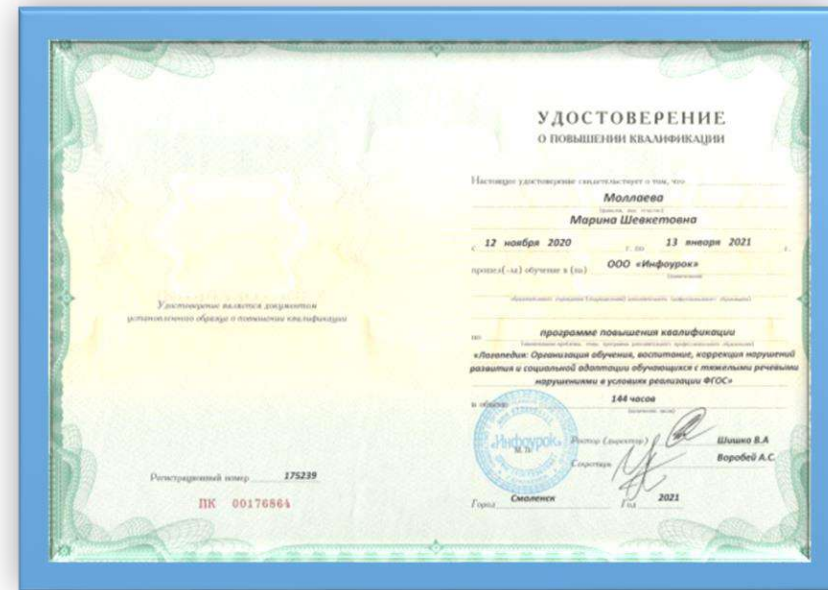 Удостоверение является документом
установленного образца о повышении квалификации
Регистрационный номер 175239
ПК 00176864
УДОСТОВЕРЕНИЕ
О ПОВЫШЕНИИ КВАЛИФИКАЦИИ
Настоящее удостоверение свидетельствует о том, что
Моллаева
Марина Шевкетовна
с 12 ноября 2020 г. по 13 января 2021 г.
прошел(-ла) обучение в (на) ООО «Инфоурок»
по программе повышения квалификации
«Логопедия: Организация обучения, воспитание, коррекция нарушений
развития и социальной адаптации обучающихся с тяжелыми речевыми
нарушениями в условиях реализации ФГОС»
в объеме 144 часов
«Инфоурок»
М. П.
Ректор (директор) Шишко В.А
Секретарь Воробей А.С.
Город Смоленск Год 2021